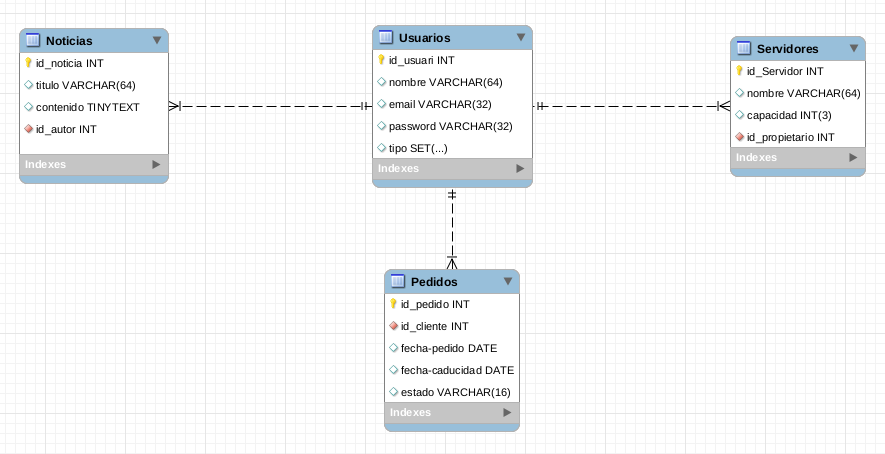 Noticias
id_noticia INT
titulo VARCHAR(64)
contenido TINYTEXT
id_autor INT
Indexes
Usuarios
id_usuari INT
nombre VARCHAR(64)
email VARCHAR(32)
password VARCHAR(32)
tipo SET(...)
Indexes
Servidores
id_Servidor INT
nombre VARCHAR(64)
capacidad INT(3)
id_propietario INT
Indexes
Pedidos
id_pedido INT
id_cliente INT
fecha-pedido DATE
fecha-caducidad DATE
estado VARCHAR(16)
Indexes